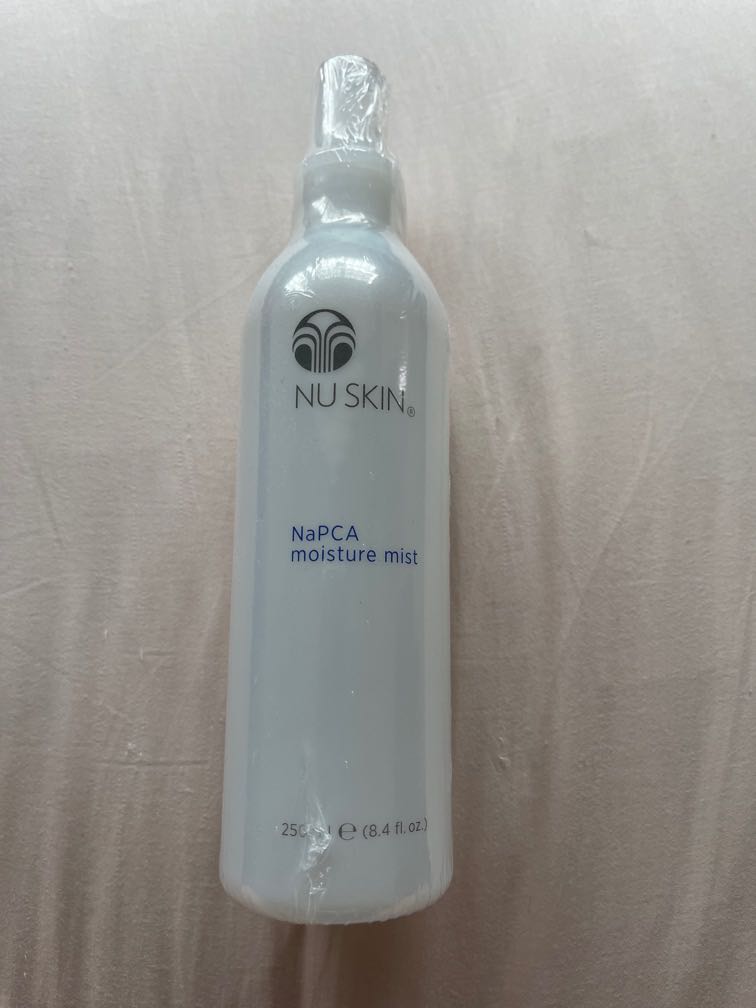 NU SKIN®
NaPCA
moisture mist
℮ (8.4 fl. oz.)